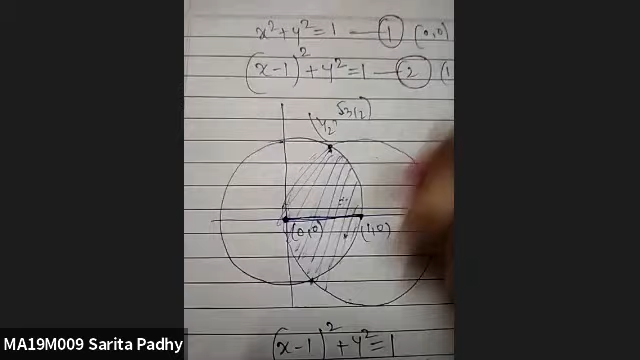 x² + y² = 1 — ① (0,0)
(x-1)² + y² = 1 — ② (1
(1/2, √3/2)
(0,0) (1,0)
(x-1)² + y² = 1
MA19M009 Sarita Padhy